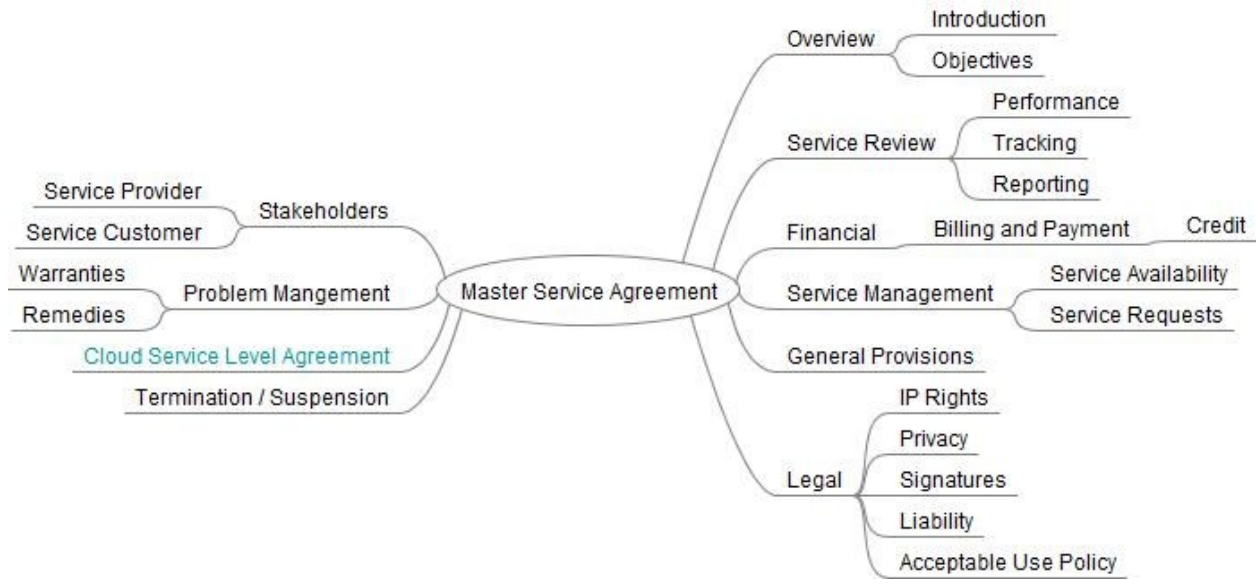 Introduction
Overview
Objectives
Performance
Service Review
Tracking
Reporting
Service Provider
Stakeholders
Service Customer
Financial
Billing and Payment
Credit
Warranties
Problem Mangement
Remedies
Master Service Agreement
Service Availability
Service Management
Service Requests
Cloud Service Level Agreement
General Provisions
Termination / Suspension
IP Rights
Privacy
Legal
Signatures
Liability
Acceptable Use Policy